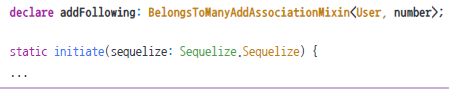 declare addFollowing: BelongsToManyAddAssociationMixin<User, number>;
static initiate(sequelize: Sequelize.Sequelize) {
...